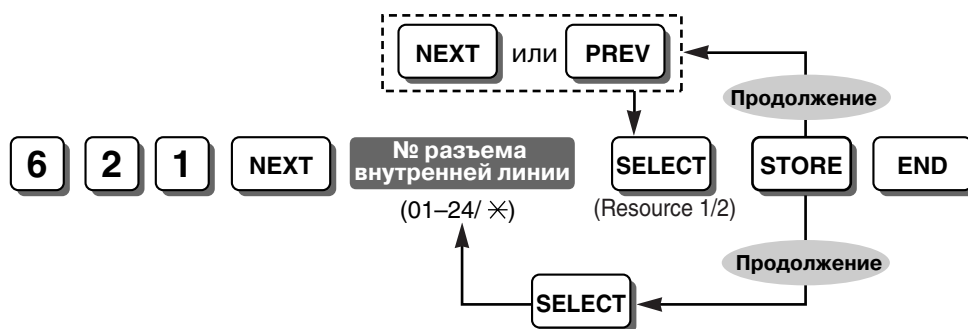 NEXT или PREV
Продолжение
6 2 1 NEXT № разъема внутренней линии SELECT STORE END
(01–24/ ✳) (Resource 1/2)
Продолжение
SELECT